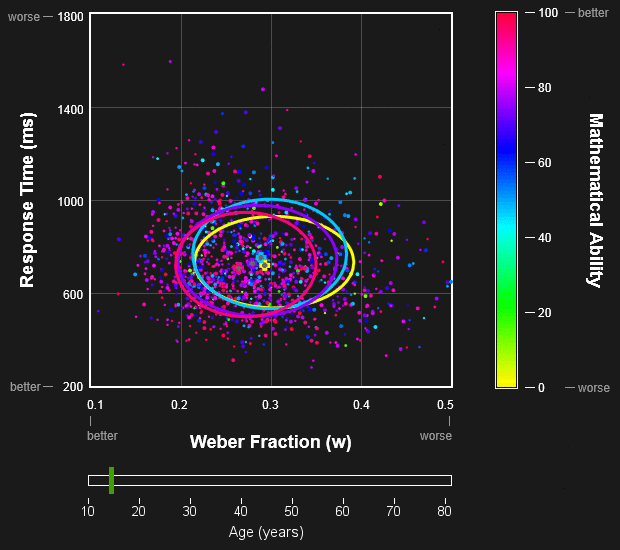 worse
1800
1400
1000
600
better
200
Response Time (ms)
0.1
0.2
0.3
0.4
0.5
better
worse
Weber Fraction (w)
100
better
80
60
40
20
0
worse
Mathematical Ability
10
20
30
40
50
60
70
80
Age (years)